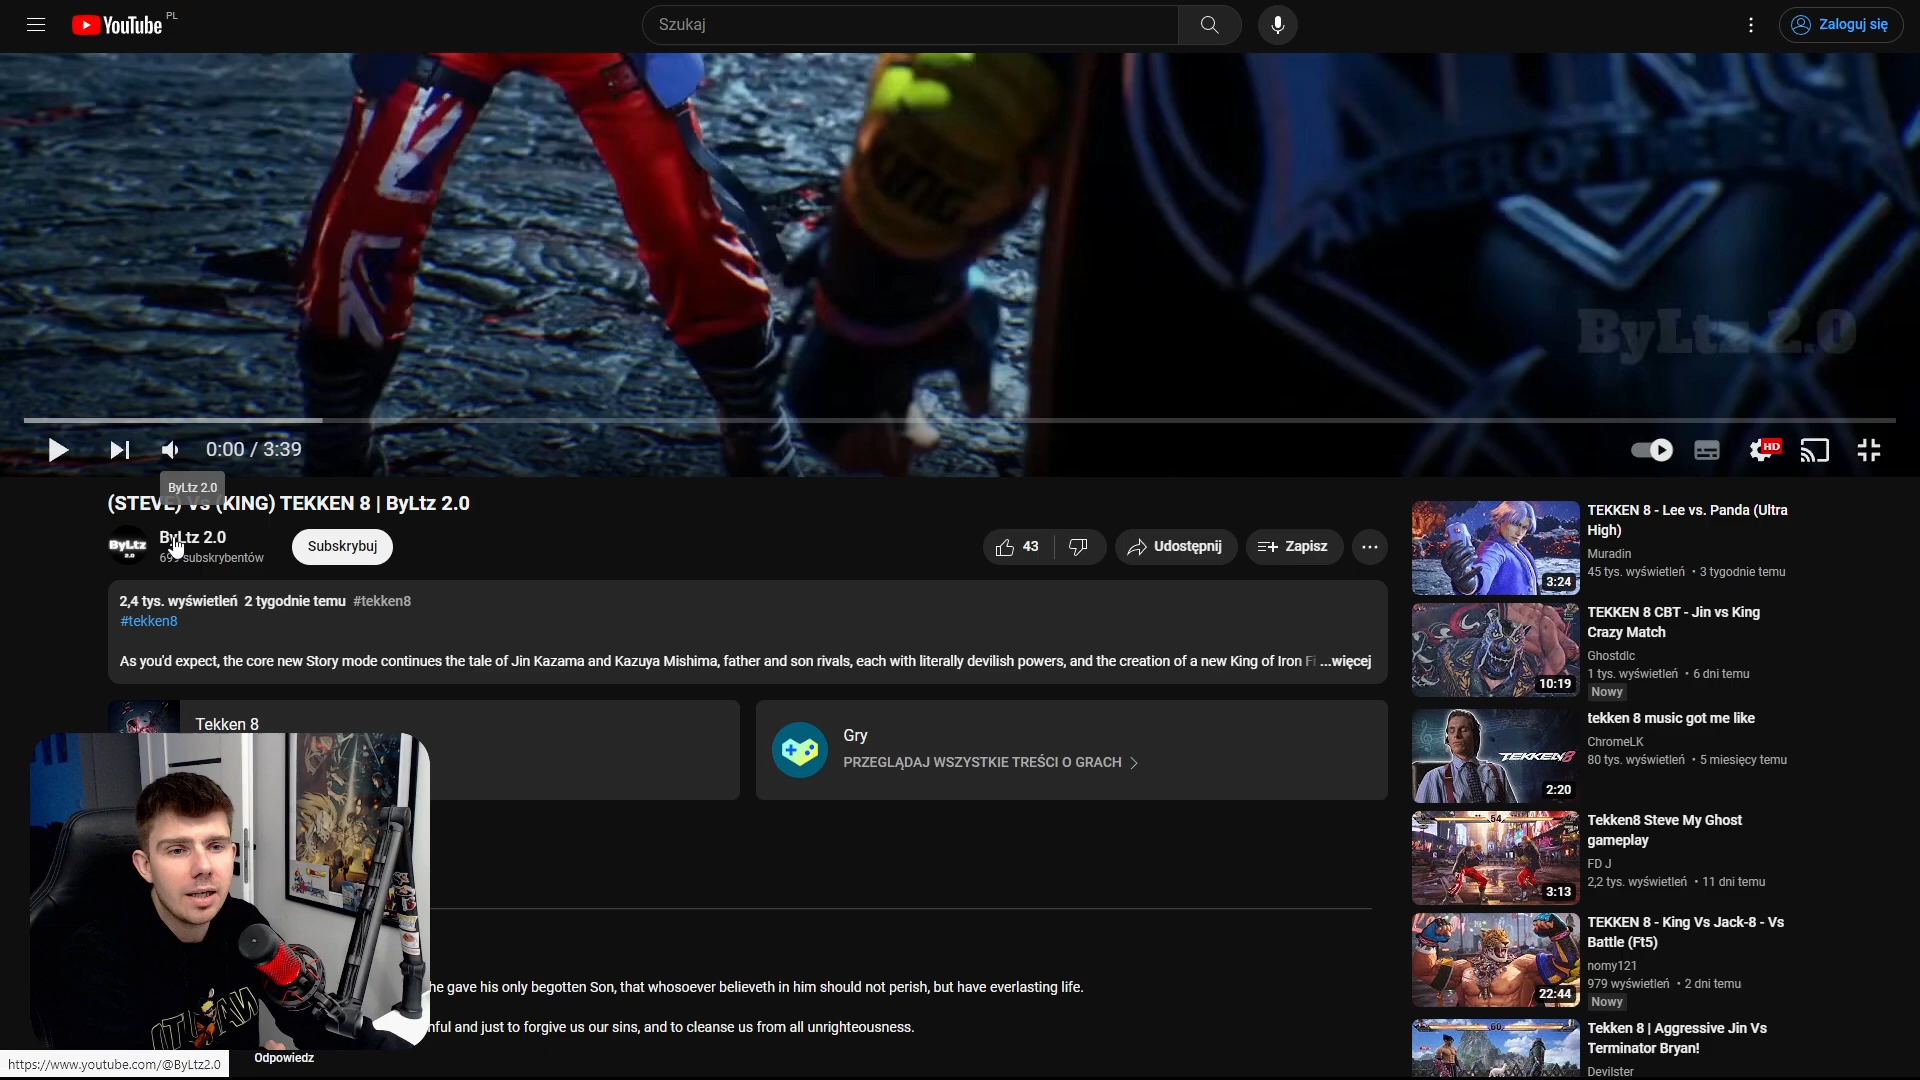 YouTube PL
Szukaj
Zaloguj się
ByLtz 2.0
0:00 / 3:39
HD
ByLtz 2.0
(STEVE) Vs (KING) TEKKEN 8 | ByLtz 2.0
ByLtz 2.0
ByLtz 2.0
subskrybentów
Subskrybuj
43
Udostępnij
Zapisz
2,4 tys. wyświetleń 2 tygodnie temu #tekken8
#tekken8
As you'd expect, the core new Story mode continues the tale of Jin Kazama and Kazuya Mishima, father and son rivals, each with literally devilish powers, and the creation of a new King of Iron Fi ...więcej
Tekken 8
Gry
PRZEGLĄDAJ WSZYSTKIE TREŚCI O GRACH
he gave his only begotten Son, that whosoever believeth in him should not perish, but have everlasting life.
nful and just to forgive us our sins, and to cleanse us from all unrighteousness.
Odpowiedz
https://www.youtube.com/@ByLtz2.0
TEKKEN 8 - Lee vs. Panda (Ultra
High)
Muradin
45 tys. wyświetleń • 3 tygodnie temu
3:24
TEKKEN 8 CBT - Jin vs King
Crazy Match
Ghostdlc
1 tys. wyświetleń • 6 dni temu
Nowy
10:19
tekken 8 music got me like
ChromeLK
80 tys. wyświetleń • 5 miesięcy temu
TEKKEN 8
2:20
Tekken8 Steve My Ghost
gameplay
FD J
2,2 tys. wyświetleń • 11 dni temu
3:13
TEKKEN 8 - King Vs Jack-8 - Vs
Battle (Ft5)
nomy121
979 wyświetleń • 2 dni temu
Nowy
22:44
Tekken 8 | Aggressive Jin Vs
Terminator Bryan!
Devilster